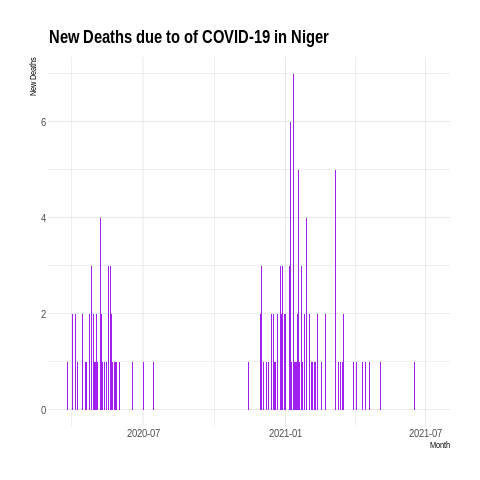 New Deaths due to of COVID-19 in Niger
New Deaths
6
4
2
0
2020-07
2021-01
2021-07
Month